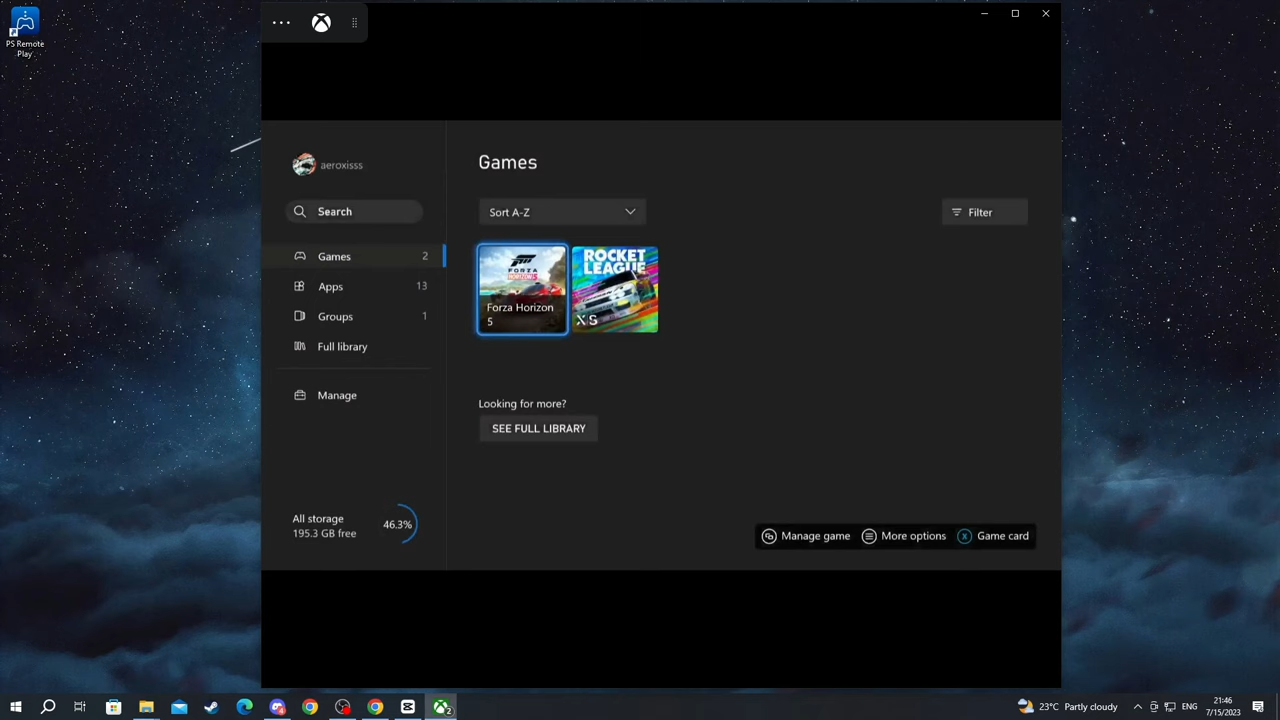 PS Remote
Play
aeroxisss
Search
Games 2
Apps 13
Groups 1
Full library
Manage
All storage
195.3 GB free
46.3%
Games
Sort A-Z
Filter
FORZA
HORIZON 5
Forza Horizon
5
ROCKET
LEAGUE
X S
Looking for more?
SEE FULL LIBRARY
Manage game
More options
X Game card
2
23°C Partly cloudy
ENG
21:46
7/15/2023